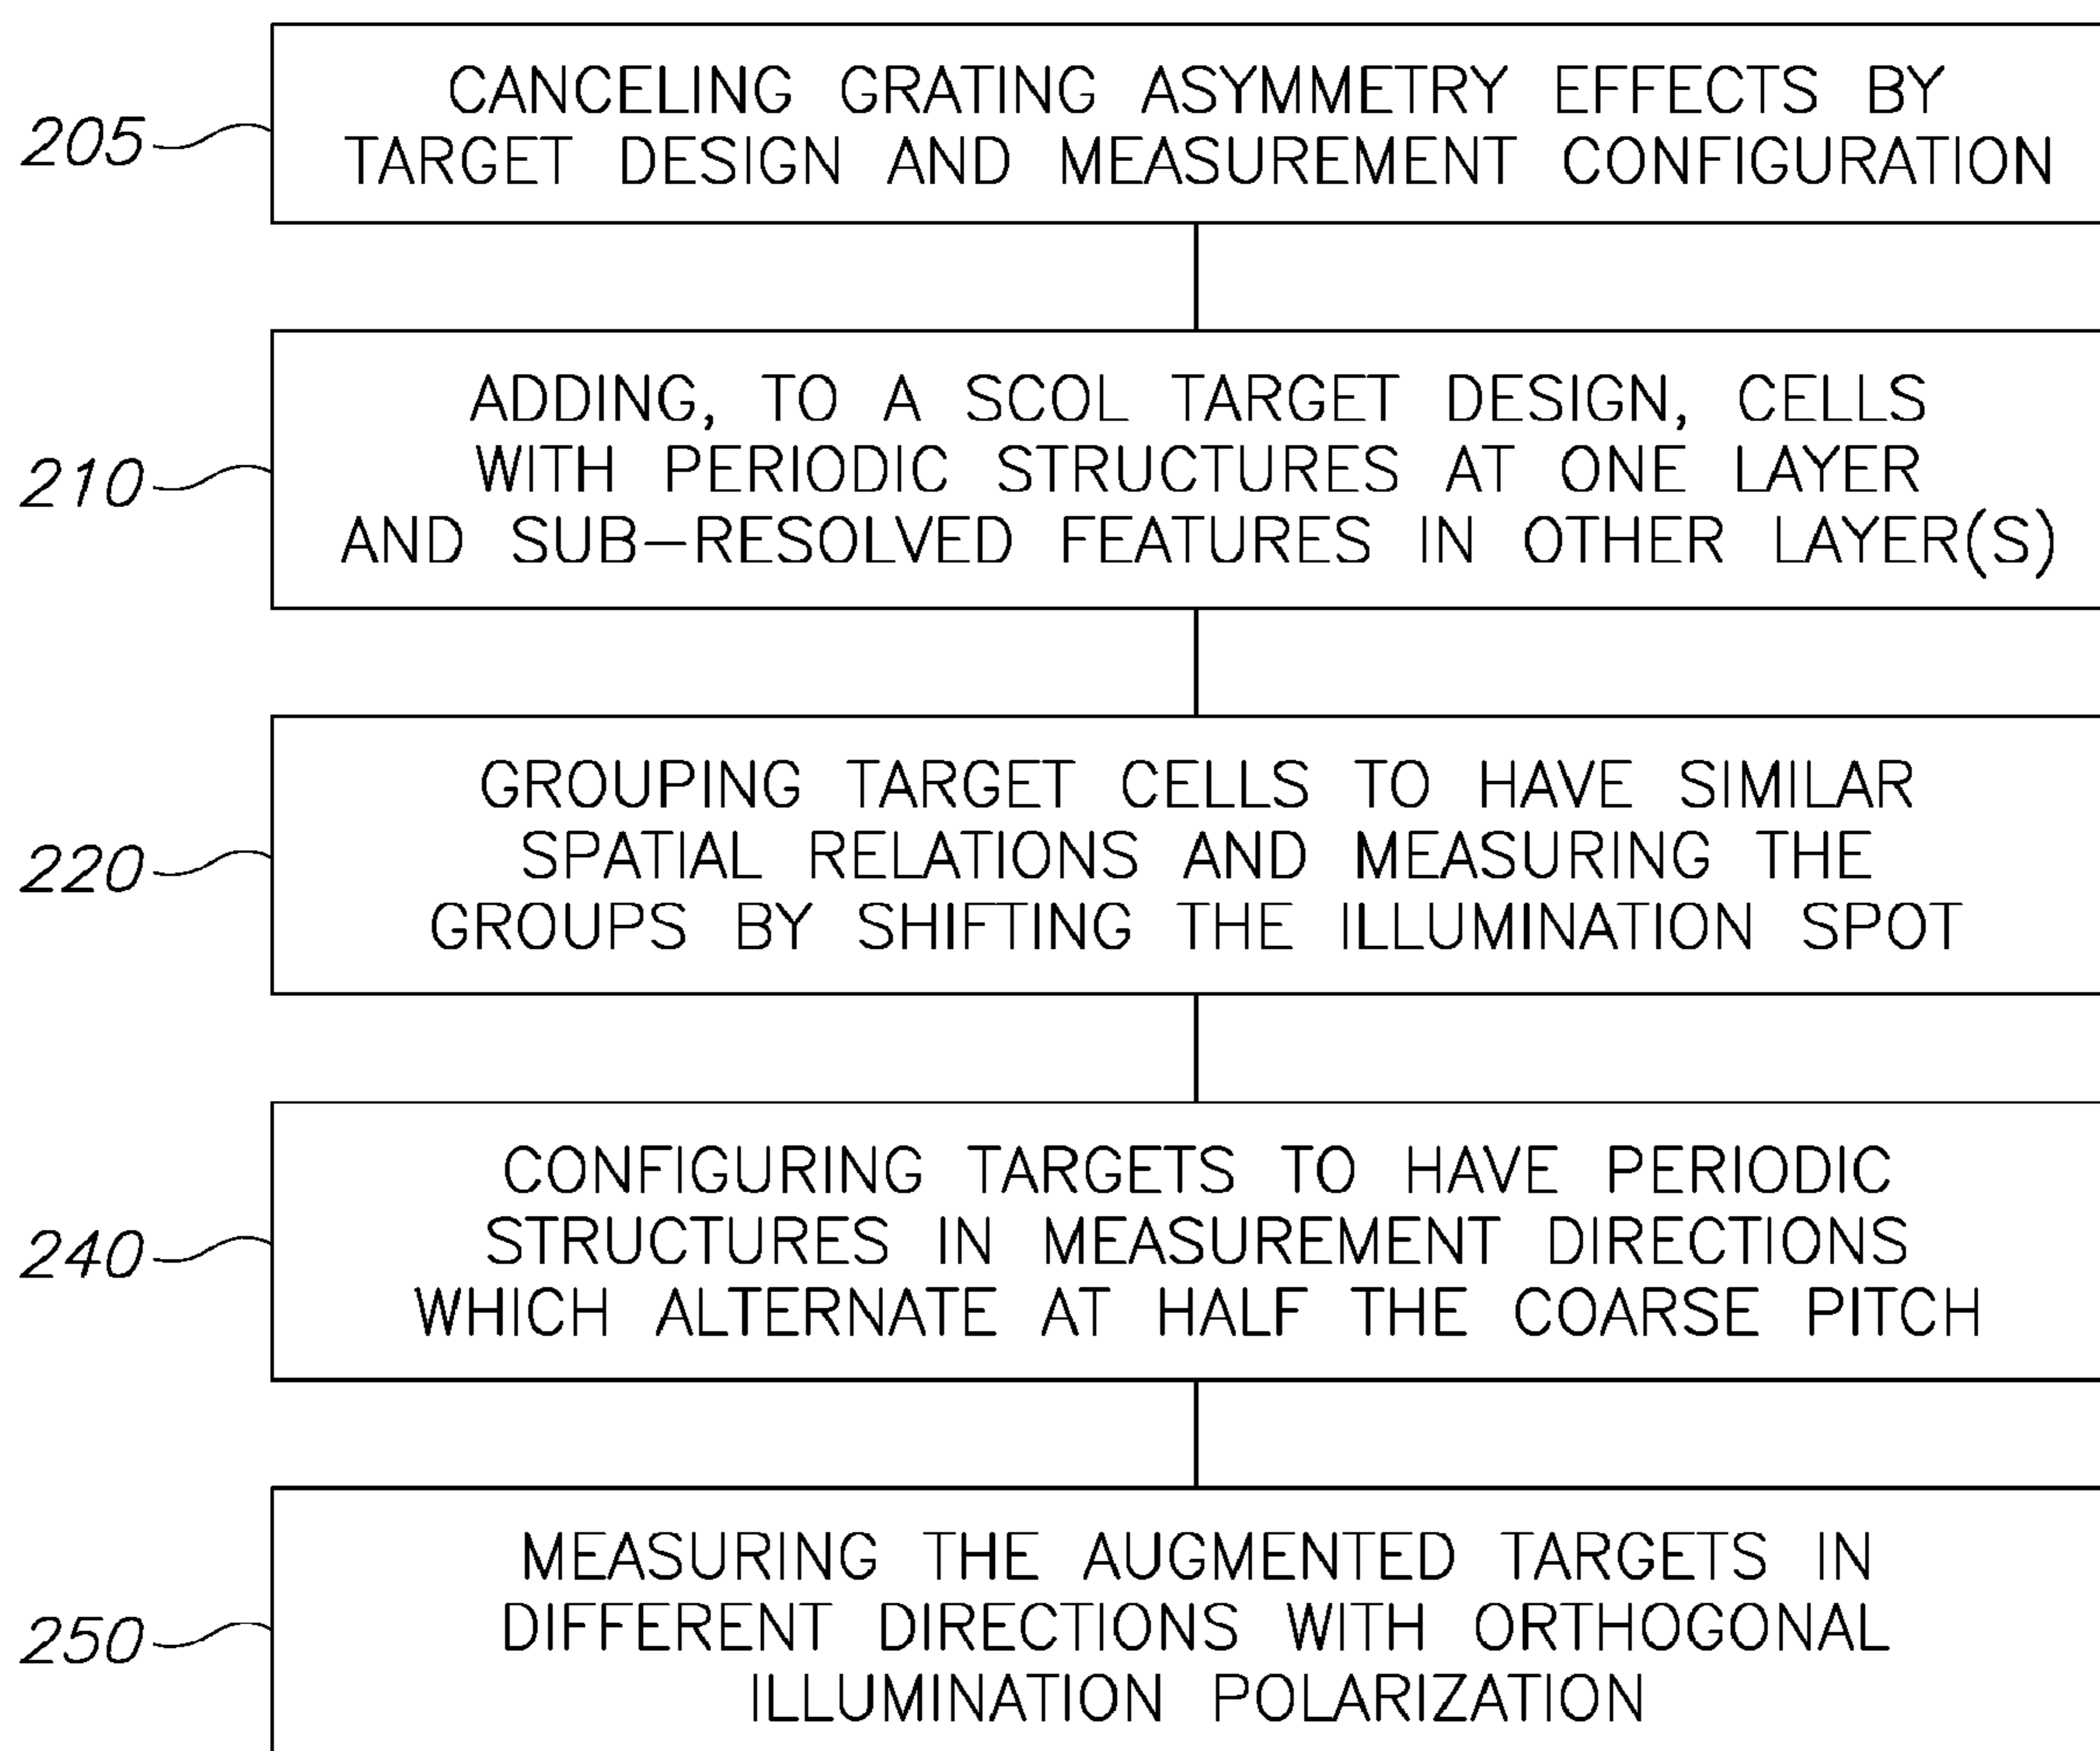 205
CANCELING GRATING ASYMMETRY EFFECTS BY
TARGET DESIGN AND MEASUREMENT CONFIGURATION
210
ADDING, TO A SCOL TARGET DESIGN, CELLS
WITH PERIODIC STRUCTURES AT ONE LAYER
AND SUB-RESOLVED FEATURES IN OTHER LAYER(S)
220
GROUPING TARGET CELLS TO HAVE SIMILAR
SPATIAL RELATIONS AND MEASURING THE
GROUPS BY SHIFTING THE ILLUMINATION SPOT
240
CONFIGURING TARGETS TO HAVE PERIODIC
STRUCTURES IN MEASUREMENT DIRECTIONS
WHICH ALTERNATE AT HALF THE COARSE PITCH
250
MEASURING THE AUGMENTED TARGETS IN
DIFFERENT DIRECTIONS WITH ORTHOGONAL
ILLUMINATION POLARIZATION